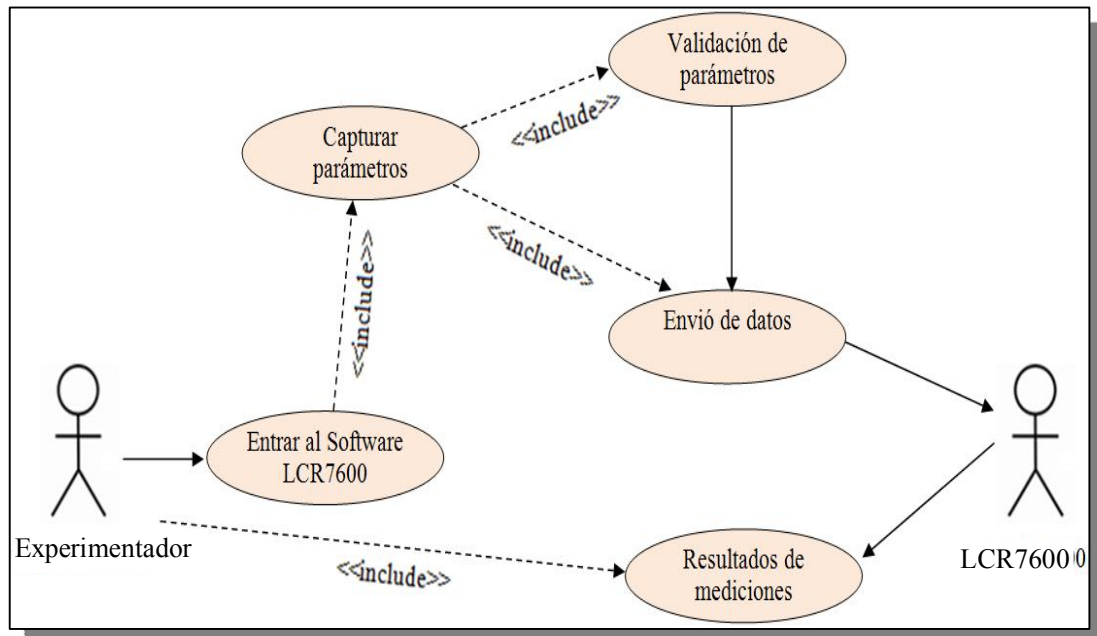 Validación de
parámetros
<<include>>
Capturar
parámetros
<<include>>
<<include>>
Envió de datos
Entrar al Software
LCR7600
Experimentador
<<include>>
Resultados de
mediciones
LCR7600